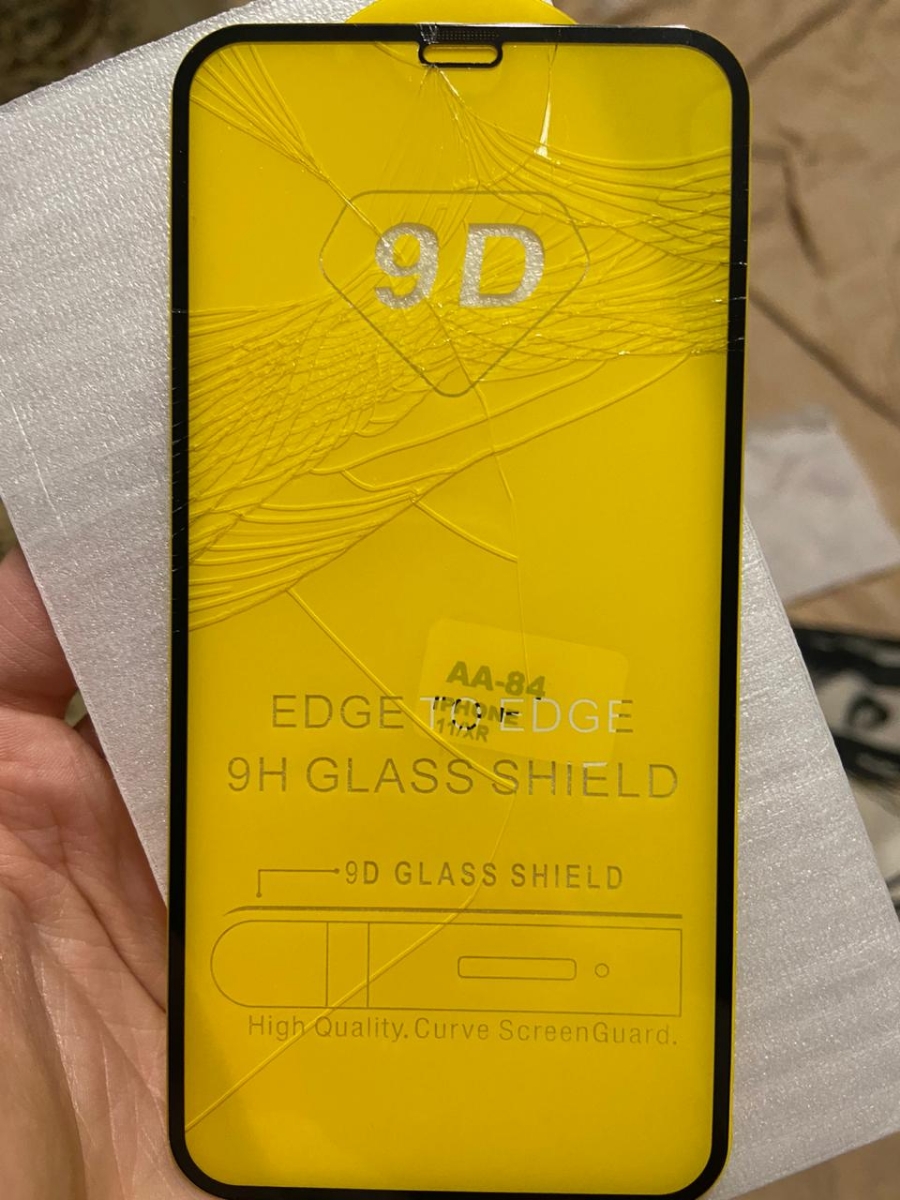 9D
AA-84
IPHONE
11/XR
EDGE TO EDGE
9H GLASS SHIELD
9D GLASS SHIELD
High Quality. Curve ScreenGuard.